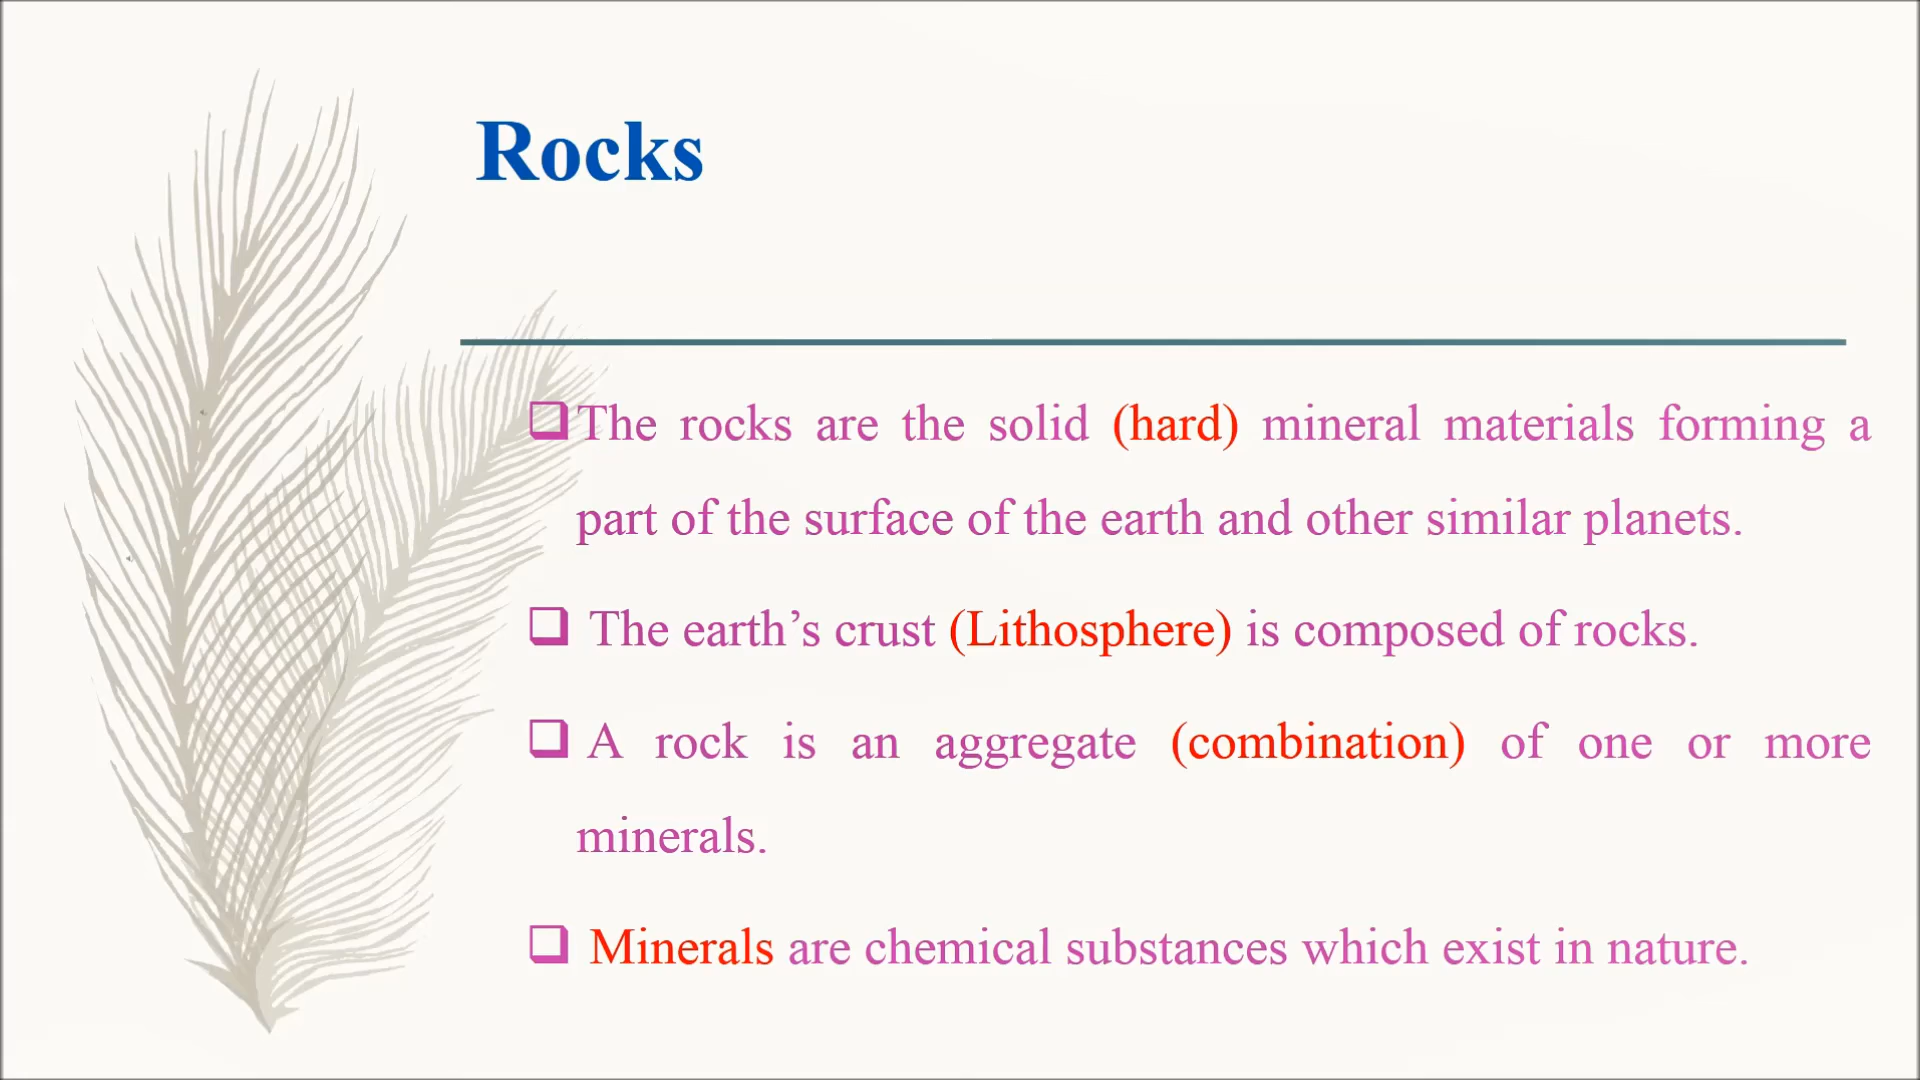 Rocks
The rocks are the solid (hard) mineral materials forming a
part of the surface of the earth and other similar planets.
The earth’s crust (Lithosphere) is composed of rocks.
A rock is an aggregate (combination) of one or more
minerals.
Minerals are chemical substances which exist in nature.